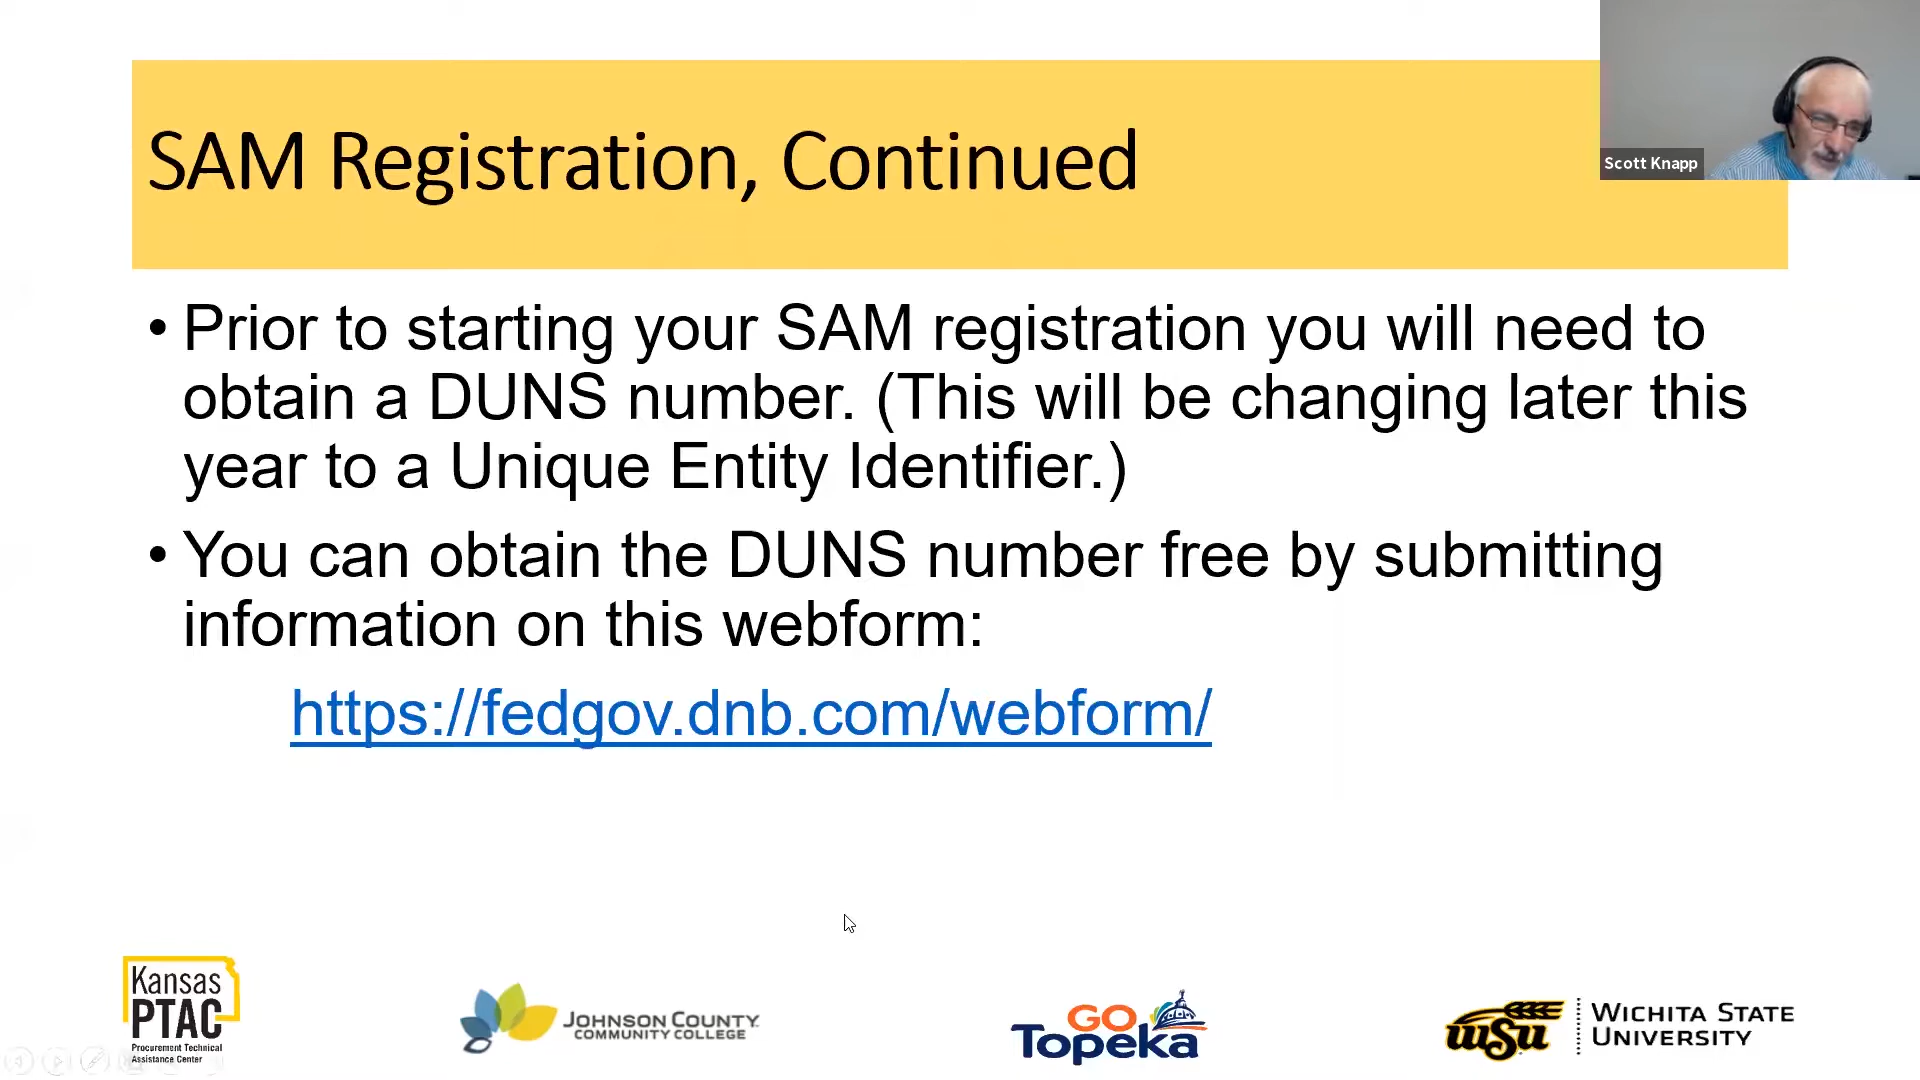 SAM Registration, Continued
Scott Knapp
• Prior to starting your SAM registration you will need to
obtain a DUNS number. (This will be changing later this
year to a Unique Entity Identifier.)
• You can obtain the DUNS number free by submitting
information on this webform:
https://fedgov.dnb.com/webform/
Kansas
PTAC
Procurement Technical
Assistance Center
JOHNSON COUNTY
COMMUNITY COLLEGE
GO
Topeka
wsu
WICHITA STATE
UNIVERSITY